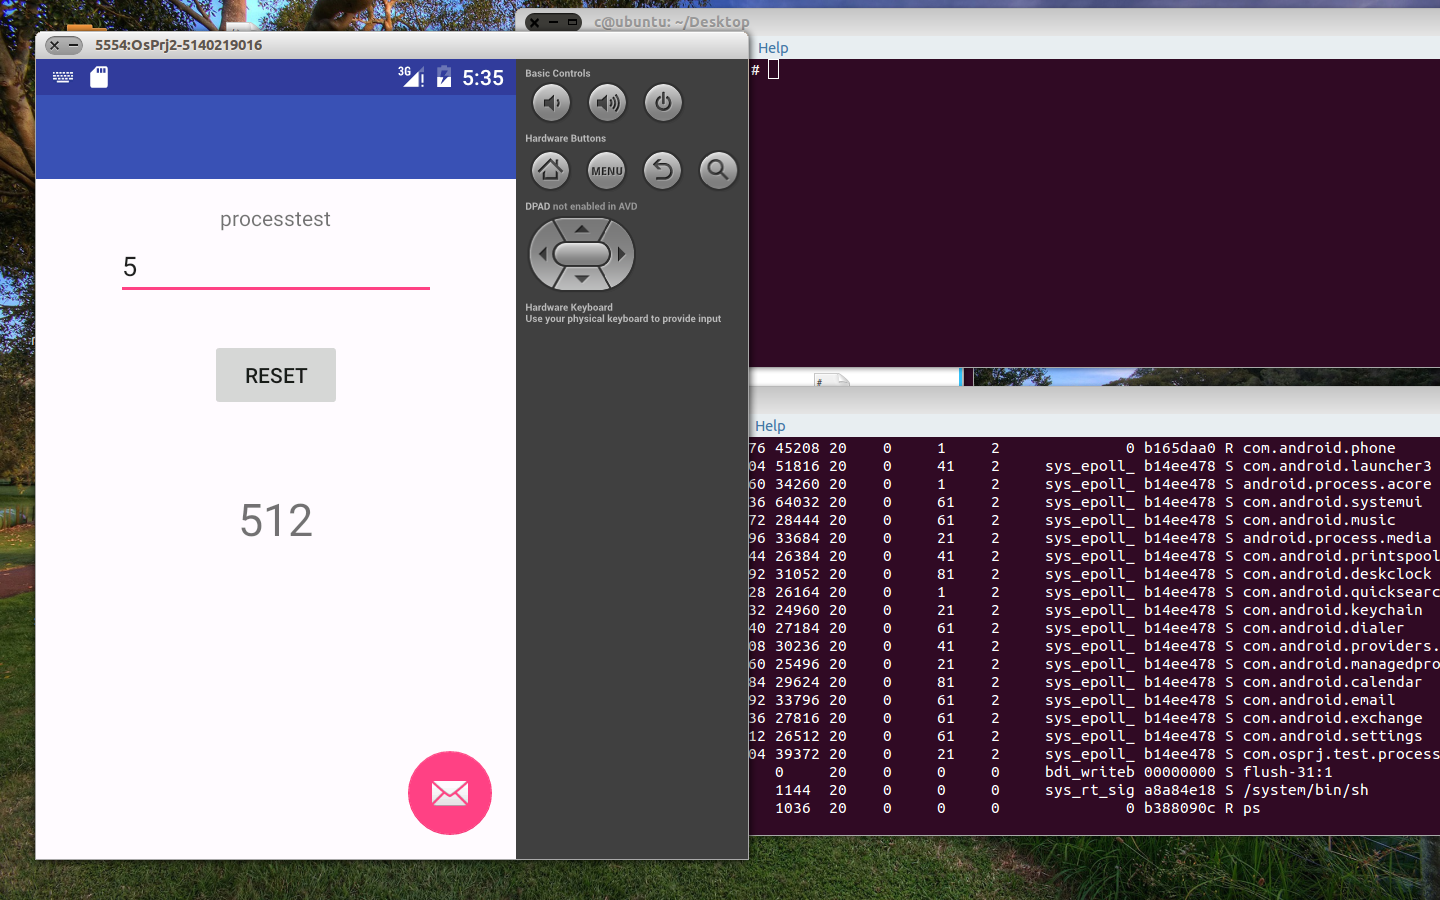 c@ubuntu: ~/Desktop
5554:OsPrj2-5140219016
Help
3G
5:35
#
processtest
5
RESET
512
Basic Controls
Hardware Buttons
MENU
DPAD not enabled in AVD
Hardware Keyboard
Use your physical keyboard to provide input
Help
76 45208 20 0 1 2 0 b165daa0 R com.android.phone
04 51816 20 0 41 2 sys_epoll_ b14ee478 S com.android.launcher3
60 34260 20 0 1 2 sys_epoll_ b14ee478 S android.process.acore
36 64032 20 0 61 2 sys_epoll_ b14ee478 S com.android.systemui
72 28444 20 0 61 2 sys_epoll_ b14ee478 S com.android.music
96 33684 20 0 21 2 sys_epoll_ b14ee478 S android.process.media
44 26384 20 0 41 2 sys_epoll_ b14ee478 S com.android.printspool
92 31052 20 0 81 2 sys_epoll_ b14ee478 S com.android.deskclock
28 26164 20 0 1 2 sys_epoll_ b14ee478 S com.android.quicksearc
32 24960 20 0 21 2 sys_epoll_ b14ee478 S com.android.keychain
40 27184 20 0 61 2 sys_epoll_ b14ee478 S com.android.dialer
08 30236 20 0 41 2 sys_epoll_ b14ee478 S com.android.providers.
60 25496 20 0 21 2 sys_epoll_ b14ee478 S com.android.managedpro
84 29624 20 0 81 2 sys_epoll_ b14ee478 S com.android.calendar
92 33796 20 0 61 2 sys_epoll_ b14ee478 S com.android.email
36 27816 20 0 61 2 sys_epoll_ b14ee478 S com.android.exchange
12 26512 20 0 61 2 sys_epoll_ b14ee478 S com.android.settings
04 39372 20 0 21 2 sys_epoll_ b14ee478 S com.osprj.test.process
0 20 0 0 0 bdi_writeb 00000000 S flush-31:1
1144 20 0 0 0 sys_rt_sig a8a84e18 S /system/bin/sh
1036 20 0 0 0 0 b388090c R ps